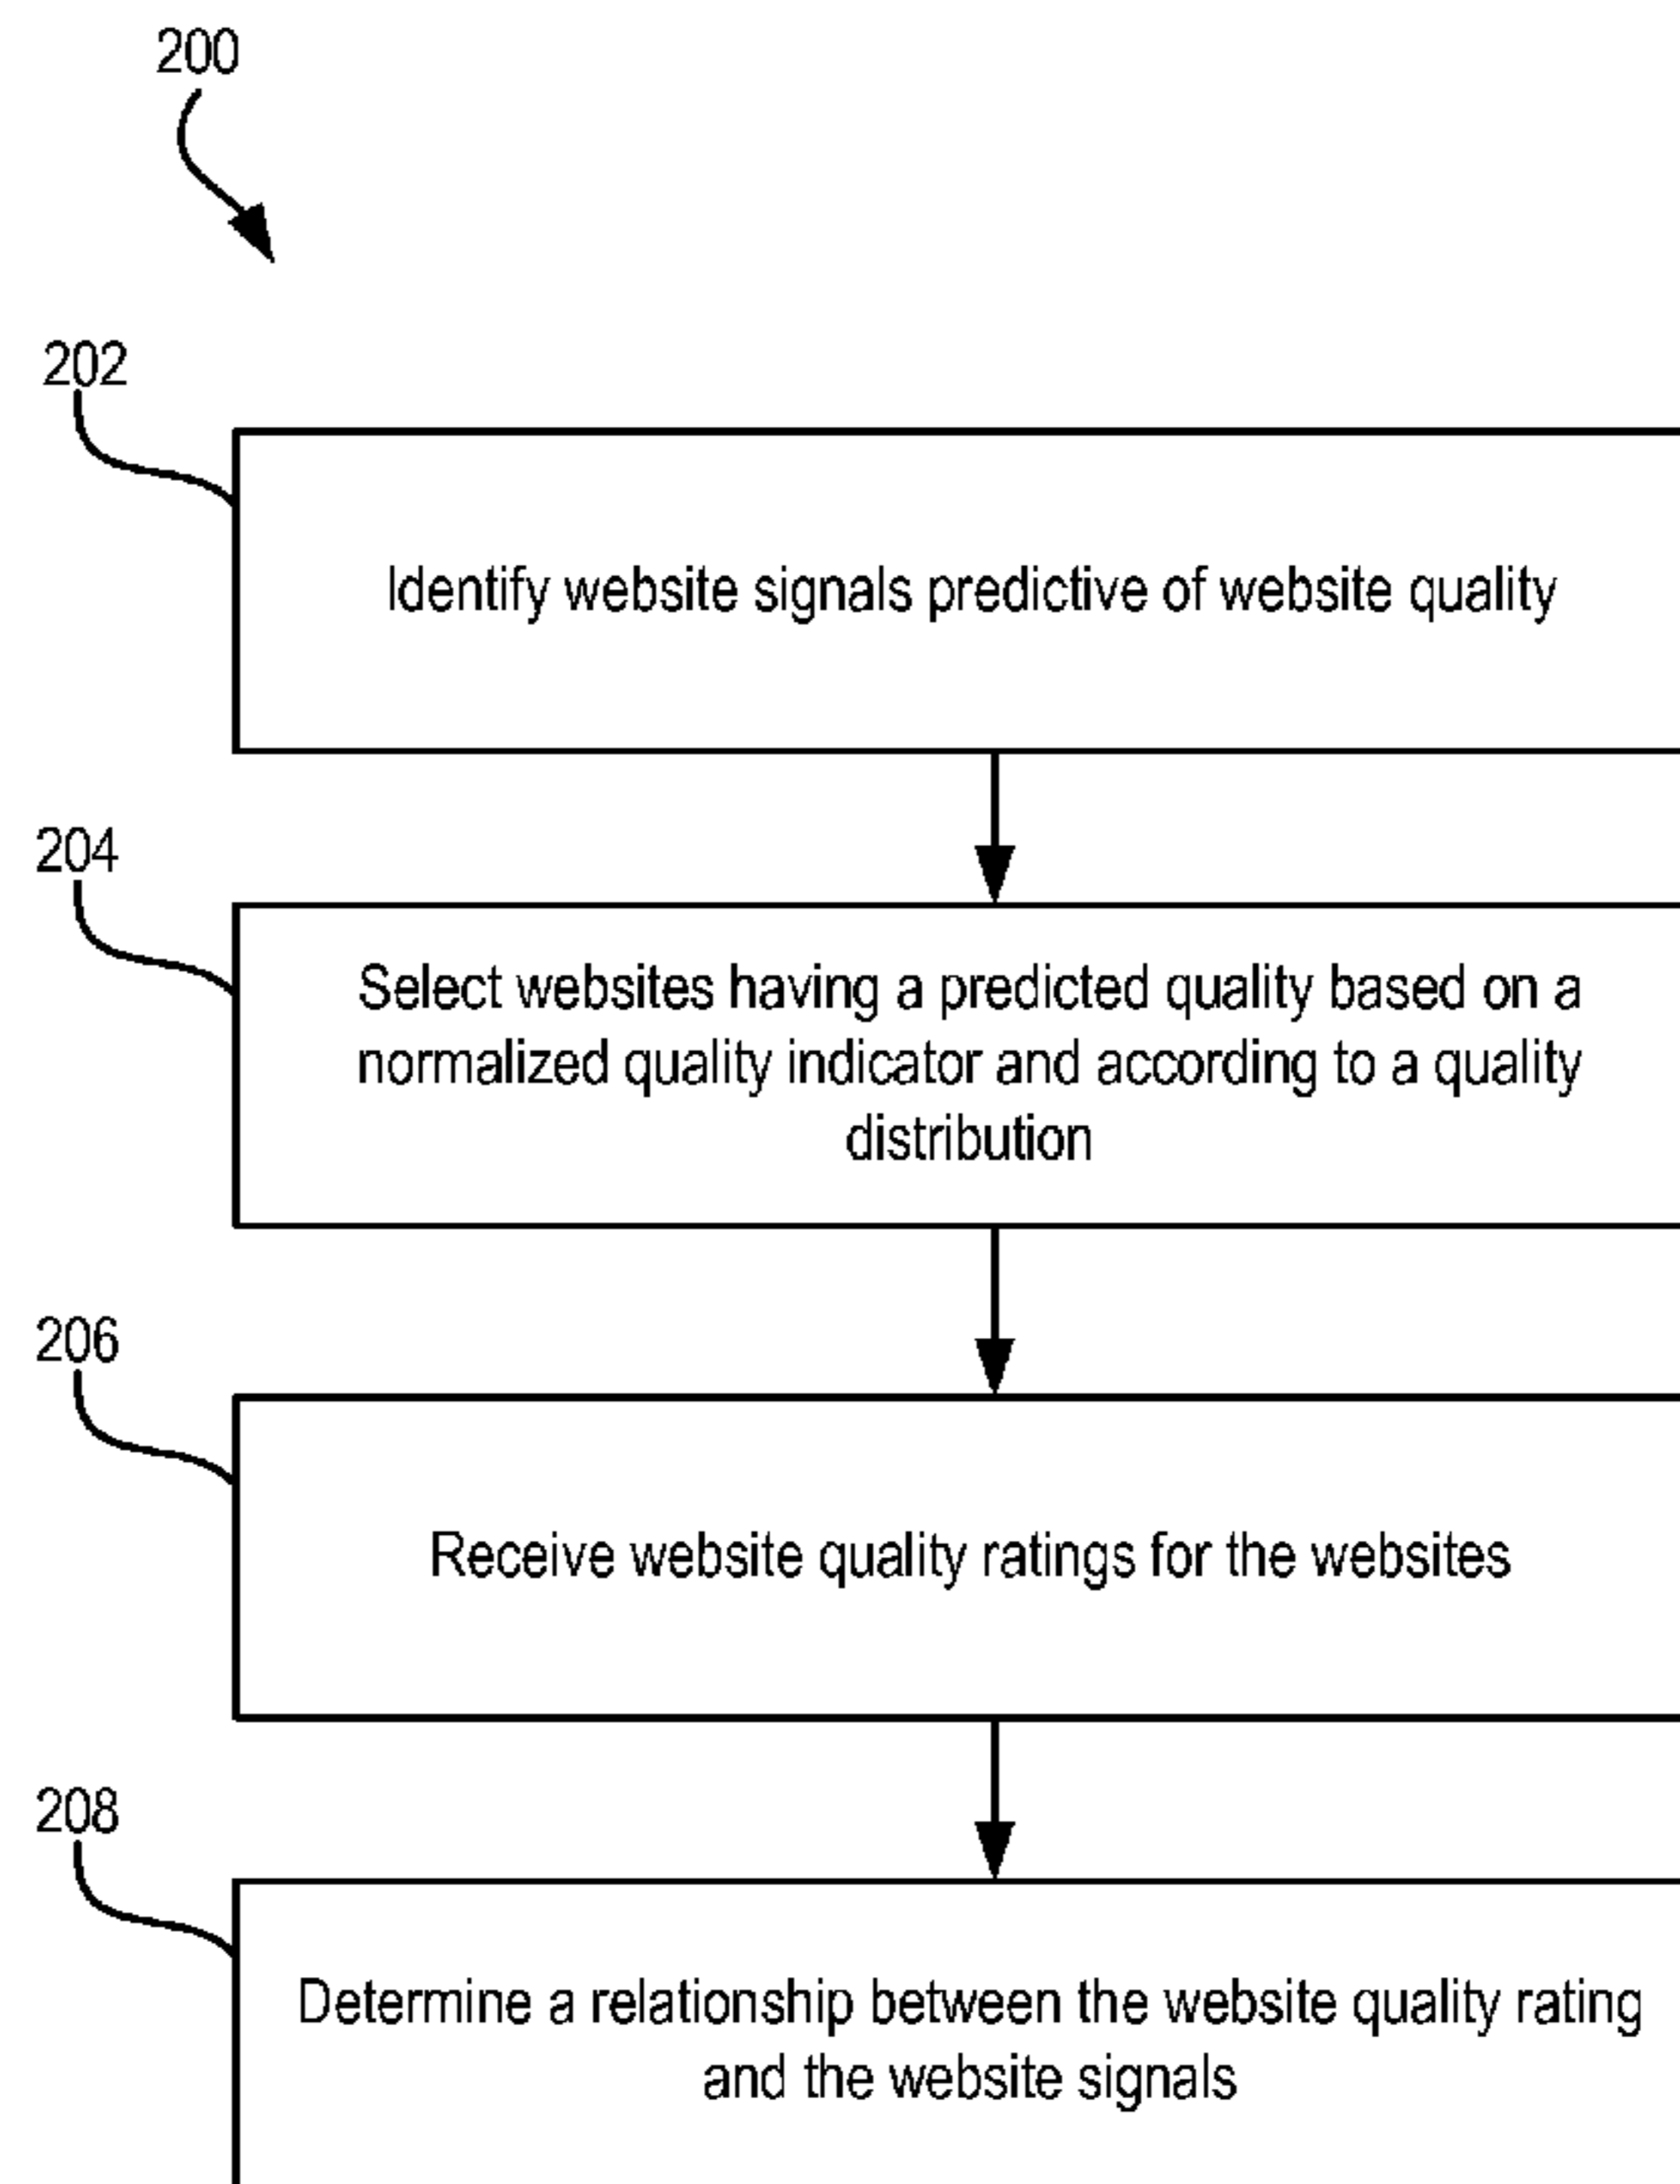 200
202
Identify website signals predictive of website quality
204
Select websites having a predicted quality based on a
normalized quality indicator and according to a quality
distribution
206
Receive website quality ratings for the websites
208
Determine a relationship between the website quality rating
and the website signals